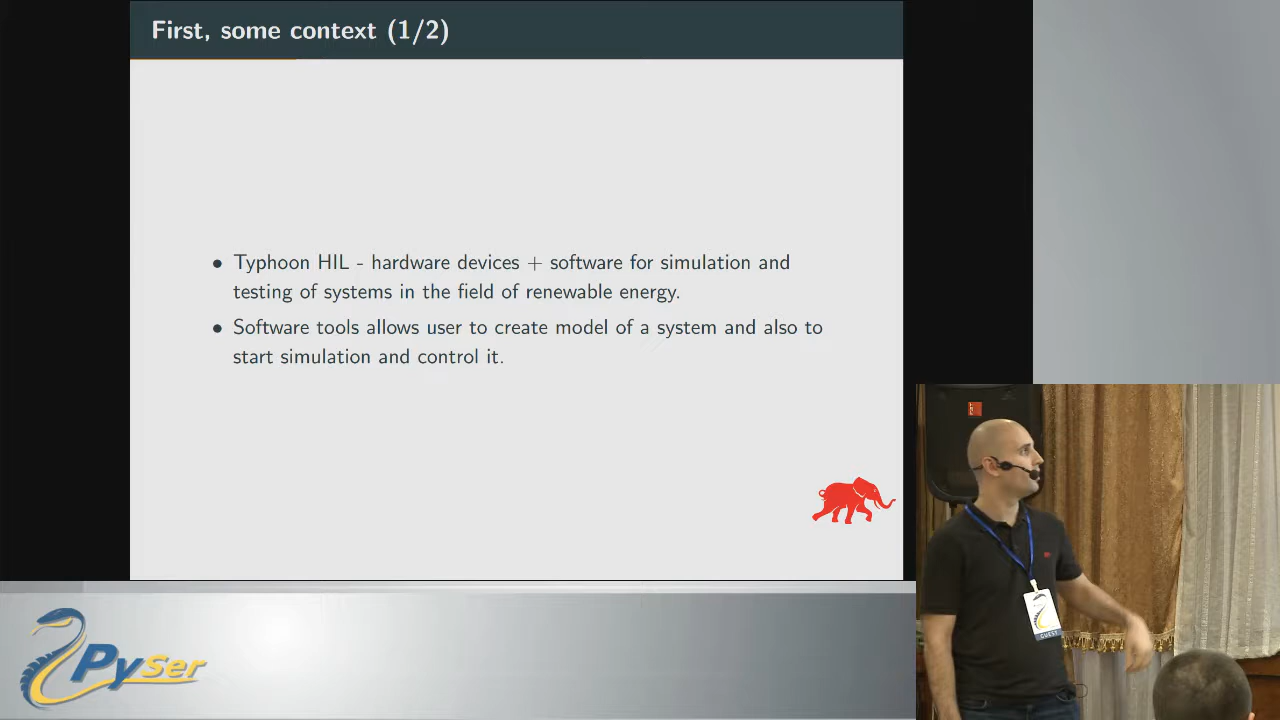 First, some context (1/2)
• Typhoon HIL - hardware devices + software for simulation and
testing of systems in the field of renewable energy.
• Software tools allows user to create model of a system and also to
start simulation and control it.
PySer
GUEST